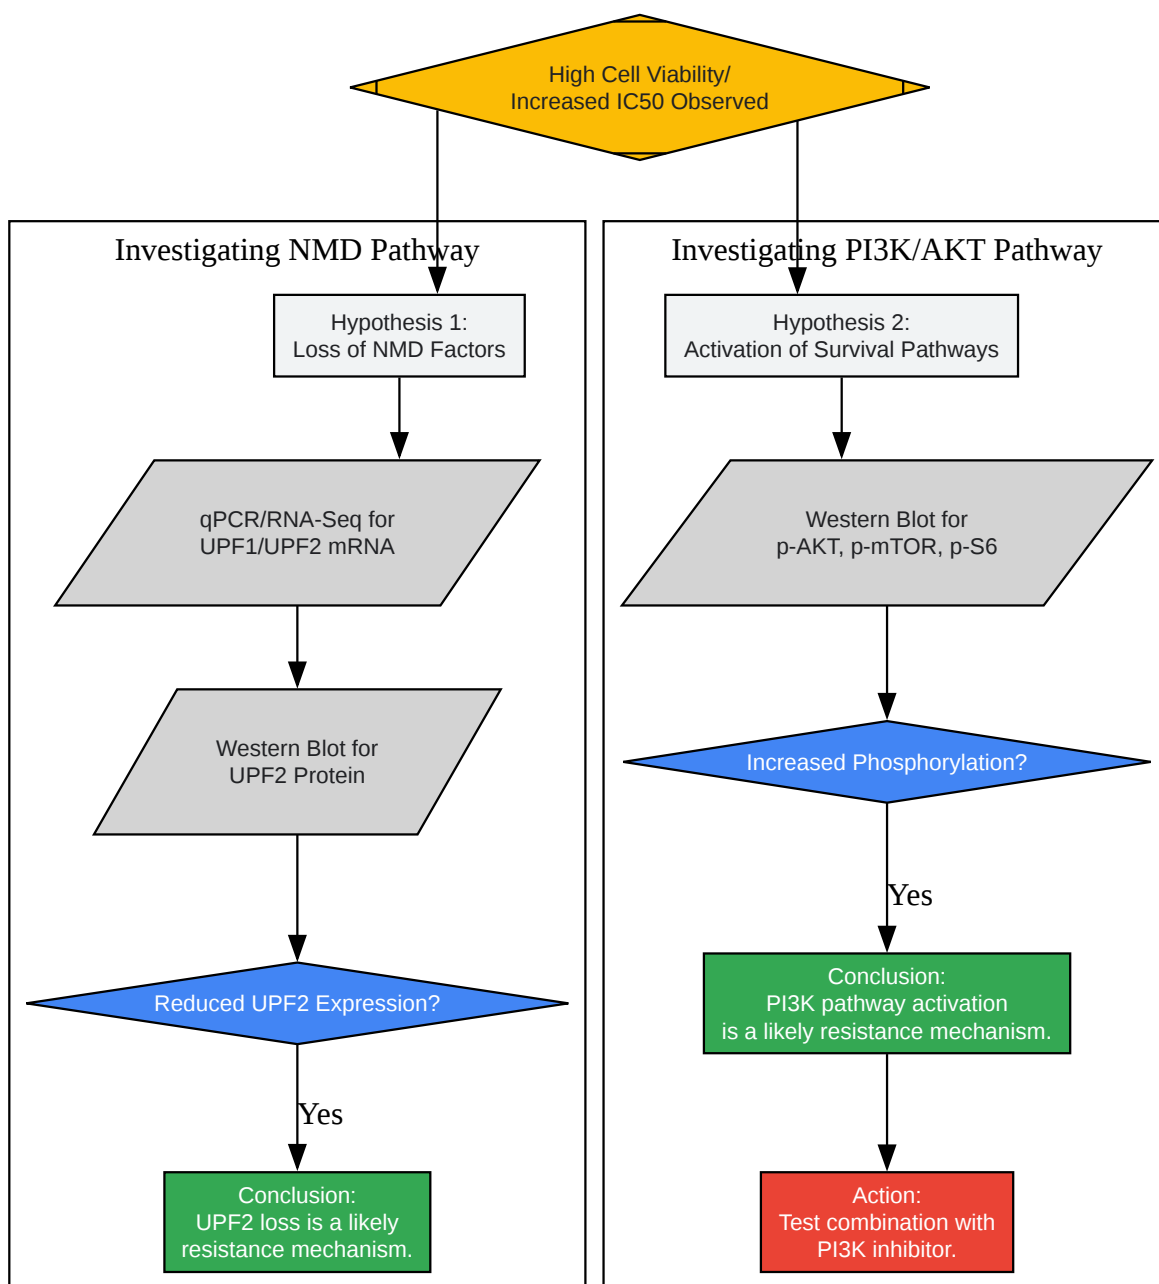 High Cell Viability/
Increased IC50 Observed
Investigating NMD Pathway
Hypothesis 1:
Loss of NMD Factors
qPCR/RNA-Seq for
UPF1/UPF2 mRNA
Western Blot for
UPF2 Protein
Reduced UPF2 Expression?
Yes
Conclusion:
UPF2 loss is a likely
resistance mechanism.
Investigating PI3K/AKT Pathway
Hypothesis 2:
Activation of Survival Pathways
Western Blot for
p-AKT, p-mTOR, p-S6
Increased Phosphorylation?
Yes
Conclusion:
PI3K pathway activation
is a likely resistance mechanism.
Action:
Test combination with
PI3K inhibitor.